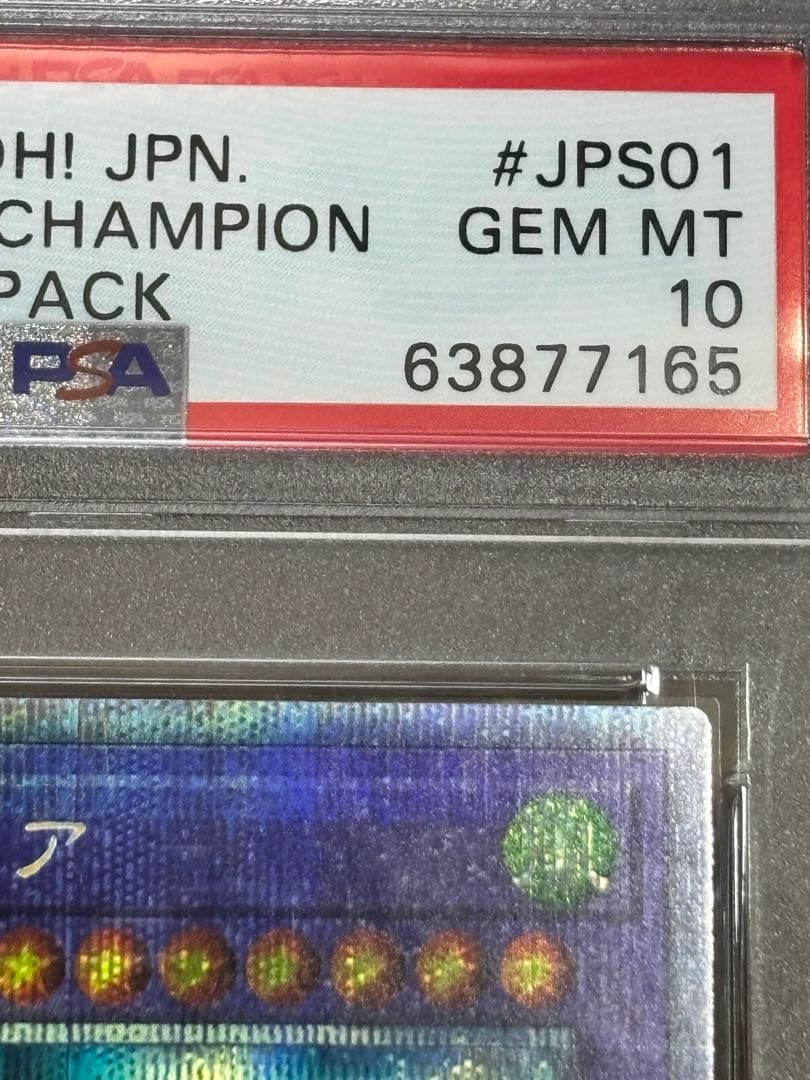 OH! JPN. #JPS01
CHAMPION GEM MT
PACK 10
PSA 63877165
ア